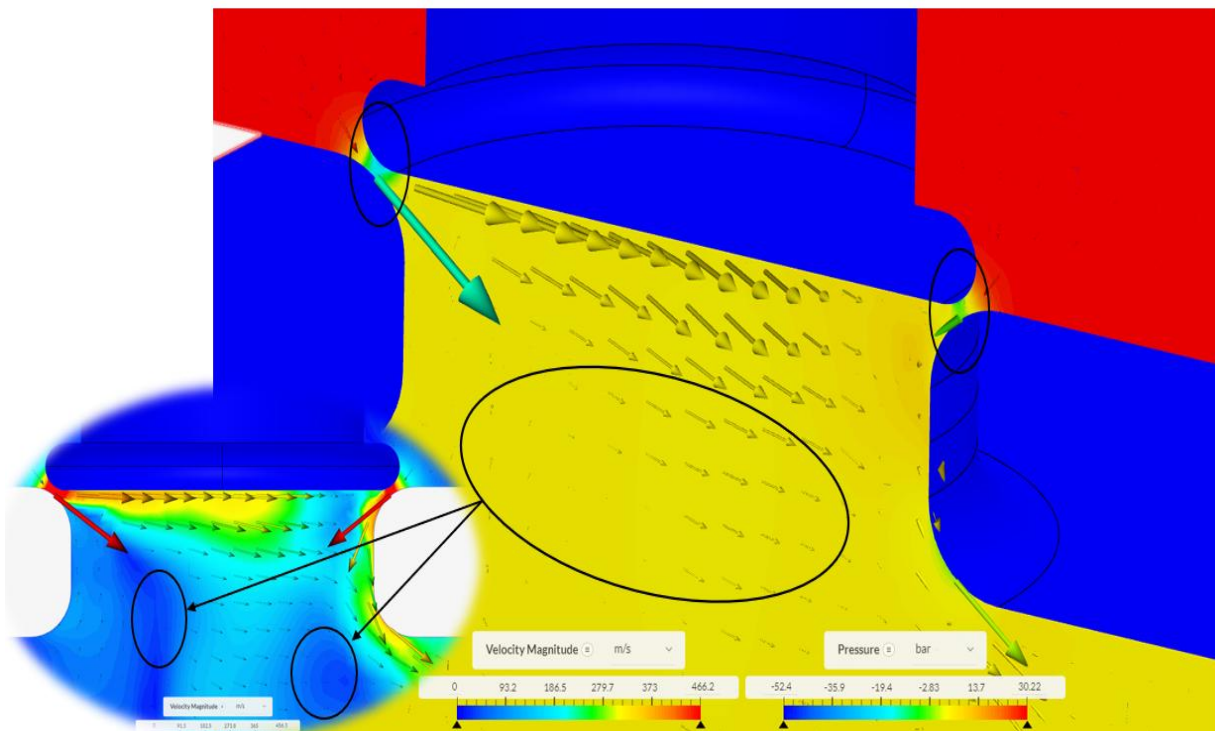 Velocity Magnitude m/s
Pressure bar
0 93.2 186.5 279.7 373 466.2
-52.4 -35.9 -19.4 -2.83 13.7 30.22
Velocity Magnitude m/s
0